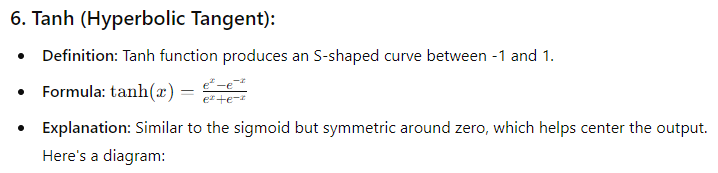 6. Tanh (Hyperbolic Tangent):
• Definition: Tanh function produces an S-shaped curve between -1 and 1.
• Formula: tanh(x) = \frac{e^x-e^{-x}}{e^x+e^{-x}}
• Explanation: Similar to the sigmoid but symmetric around zero, which helps center the output.
Here's a diagram: